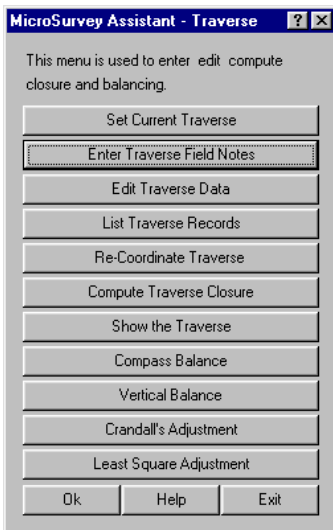 MicroSurvey Assistant - Traverse
This menu is used to enter edit compute
closure and balancing.
Set Current Traverse
Enter Traverse Field Notes
Edit Traverse Data
List Traverse Records
Re-Coordinate Traverse
Compute Traverse Closure
Show the Traverse
Compass Balance
Vertical Balance
Crandall's Adjustment
Least Square Adjustment
Ok Help Exit